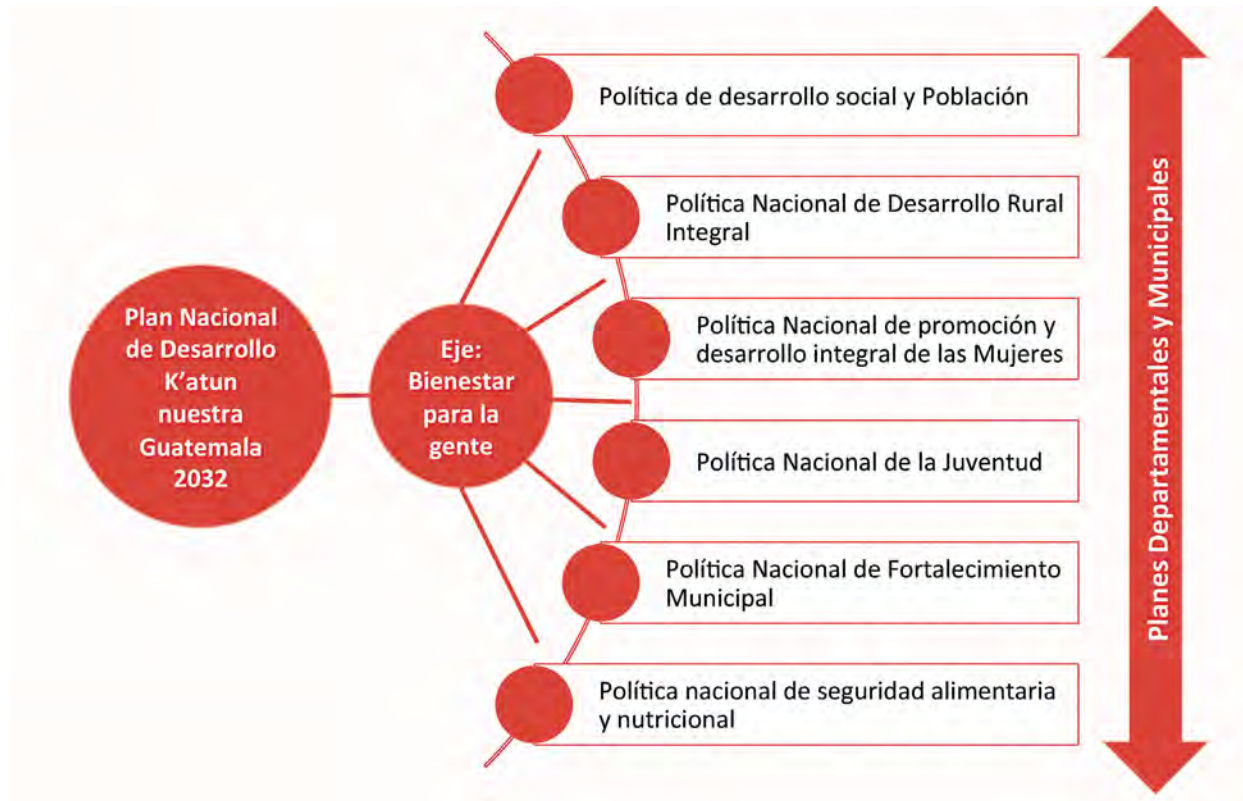 Plan Nacional
de Desarrollo
K’atun
nuestra
Guatemala
2032
Eje:
Bienestar
para la
gente
Política de desarrollo social y Población
Política Nacional de Desarrollo Rural
Integral
Política Nacional de promoción y
desarrollo integral de las Mujeres
Política Nacional de la Juventud
Política Nacional de Fortalecimiento
Municipal
Política nacional de seguridad alimentaria
y nutricional
Planes Departamentales y Municipales